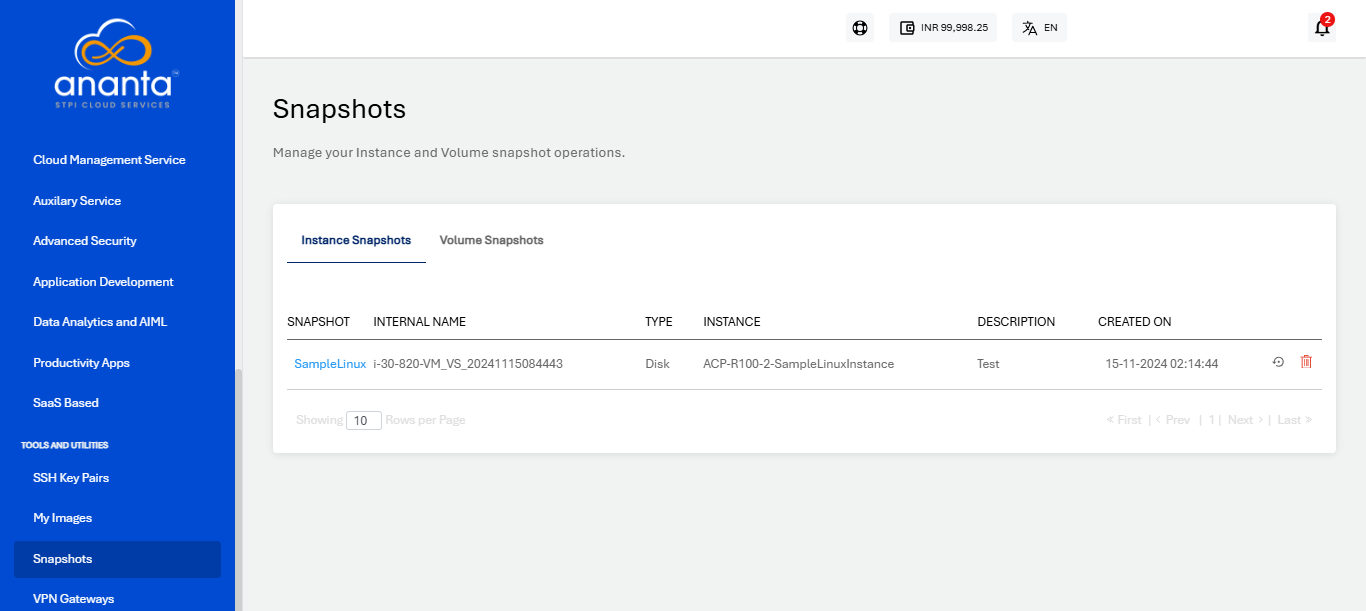 ananta™
STPI CLOUD SERVICES
INR 99,998.25
EN
2
Cloud Management Service
Auxilary Service
Advanced Security
Application Development
Data Analytics and AIML
Productivity Apps
SaaS Based
TOOLS AND UTILITIES
SSH Key Pairs
My Images
Snapshots
VPN Gateways
Snapshots
Manage your Instance and Volume snapshot operations.
Instance Snapshots Volume Snapshots
SNAPSHOT INTERNAL NAME TYPE INSTANCE DESCRIPTION CREATED ON
SampleLinux i-30-820-VM_VS_20241115084443 Disk ACP-R100-2-SampleLinuxInstance Test 15-11-2024 02:14:44
Showing 10 Rows per Page « First | ‹ Prev | 1 | Next › | Last »